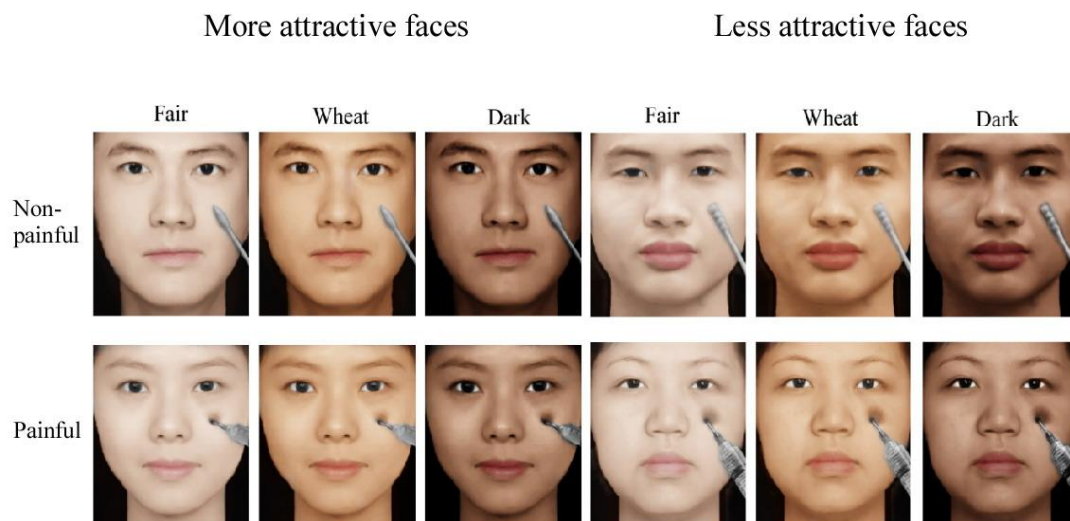 More attractive faces
Less attractive faces
Fair
Wheat
Dark
Fair
Wheat
Dark
Non-
painful
Painful